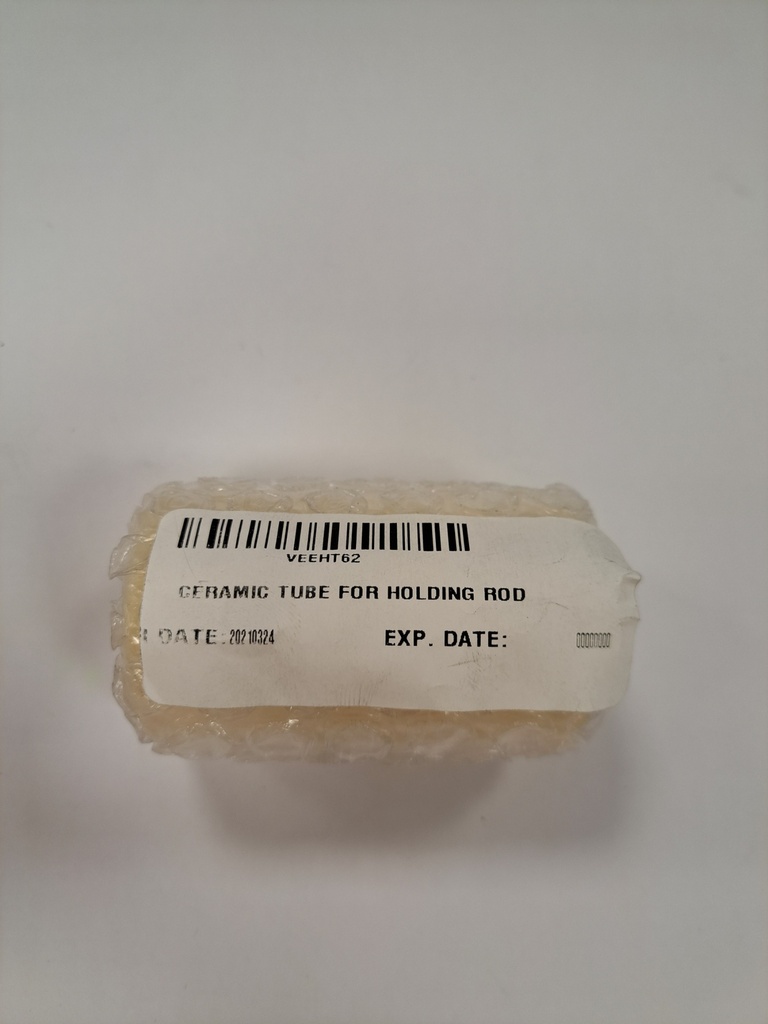 VEEHT62
CERAMIC TUBE FOR HOLDING ROD
DATE: 20210324 EXP. DATE: 00000000